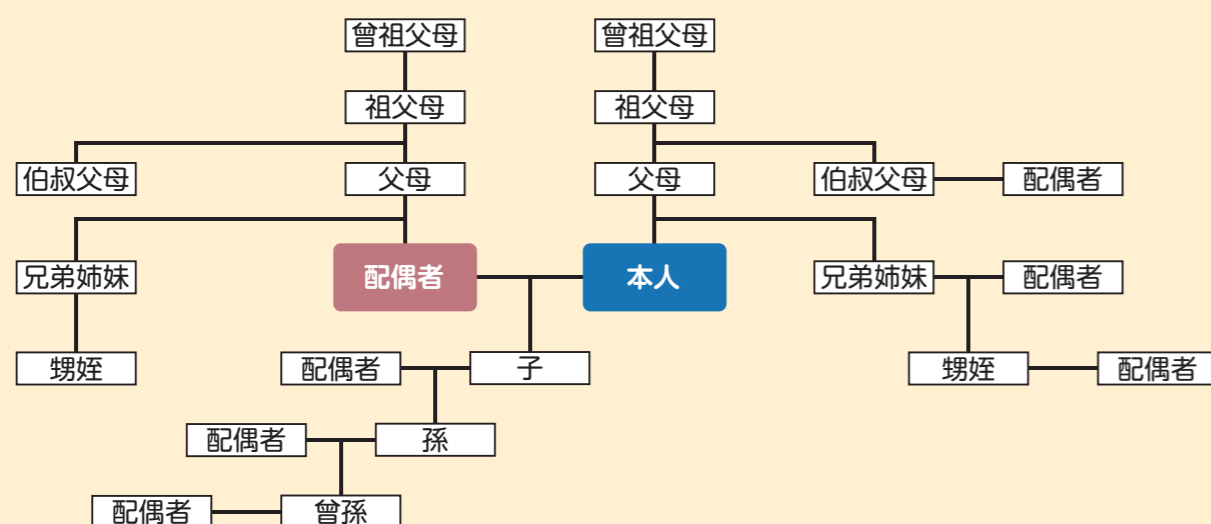 曾祖父母
曾祖父母
祖父母
祖父母
伯叔父母
父母
父母
伯叔父母
配偶者
兄弟姉妹
配偶者
本人
兄弟姉妹
配偶者
甥姪
配偶者
子
甥姪
配偶者
配偶者
孫
配偶者
曾孫